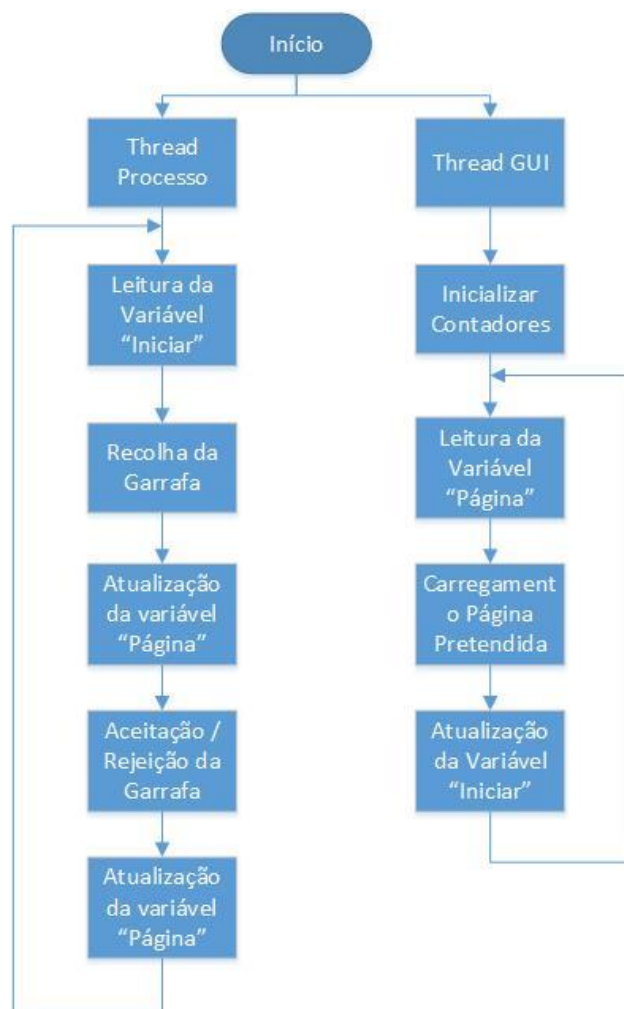 Início
Thread
Processo
Leitura da
Variável
“Iniciar”
Recolha da
Garrafa
Atualização
da variável
“Página”
Aceitação /
Rejeição da
Garrafa
Atualização
da variável
“Página”
Thread GUI
Inicializar
Contadores
Leitura da
Variável
“Página”
Carregament
o Página
Pretendida
Atualização
da Variável
“Iniciar”